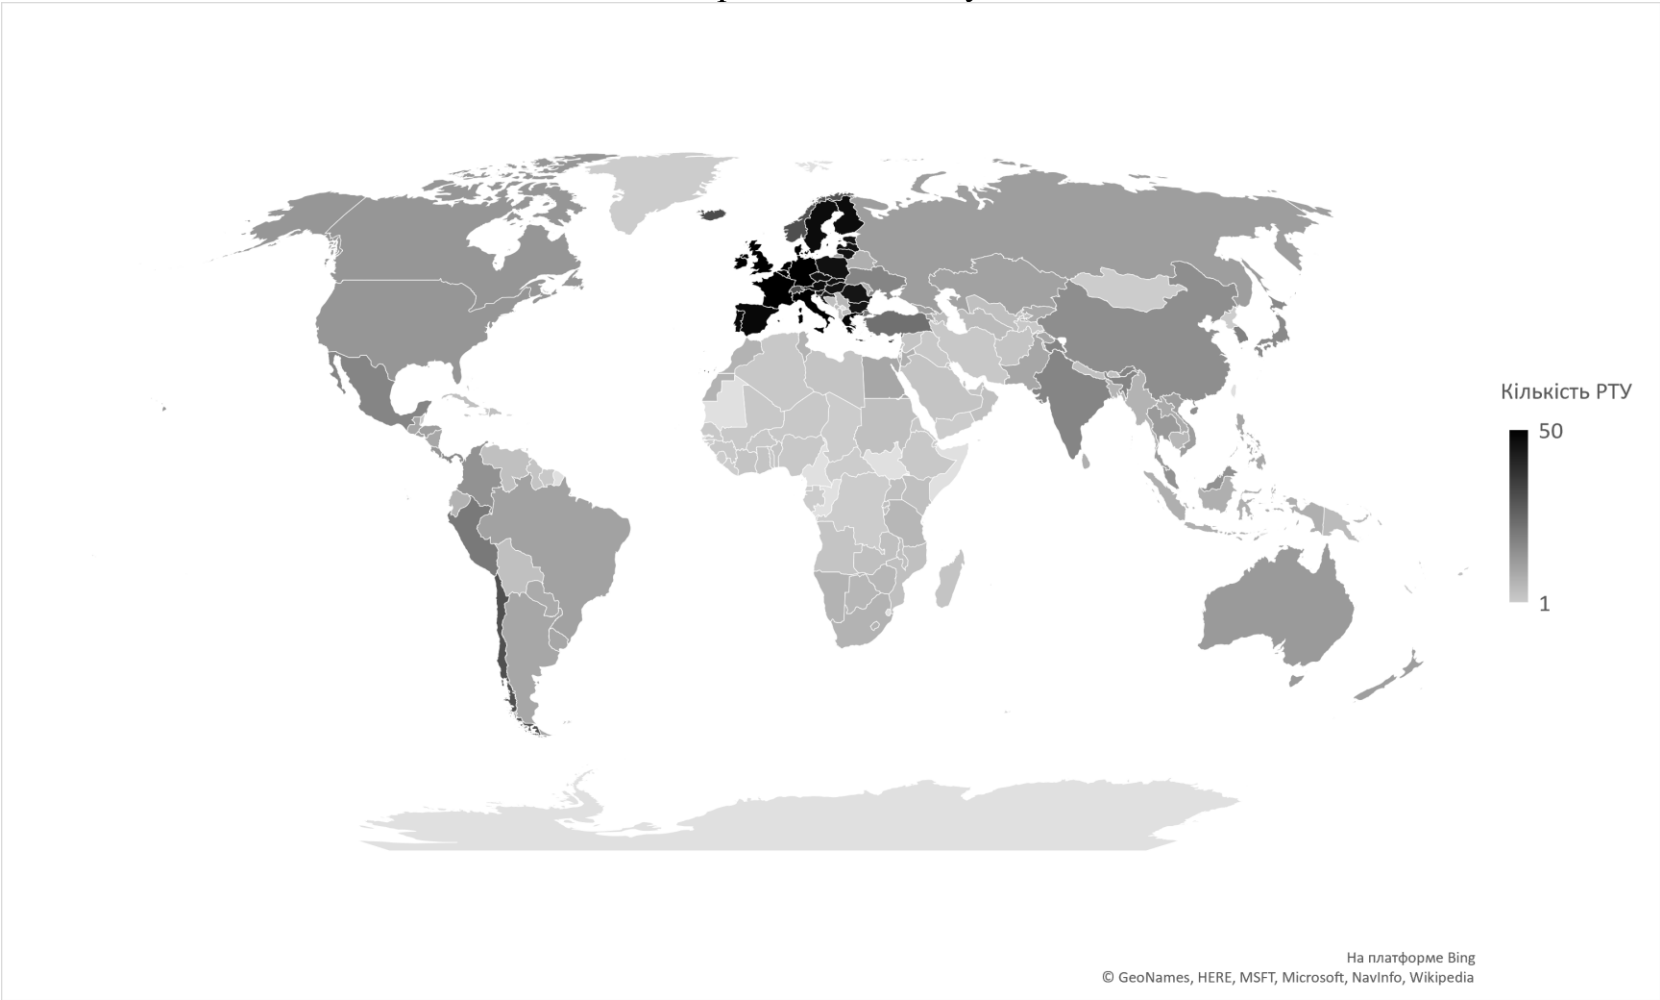 Кількість РТУ
50
1
На платформе Bing
© GeoNames, HERE, MSFT, Microsoft, NavInfo, Wikipedia